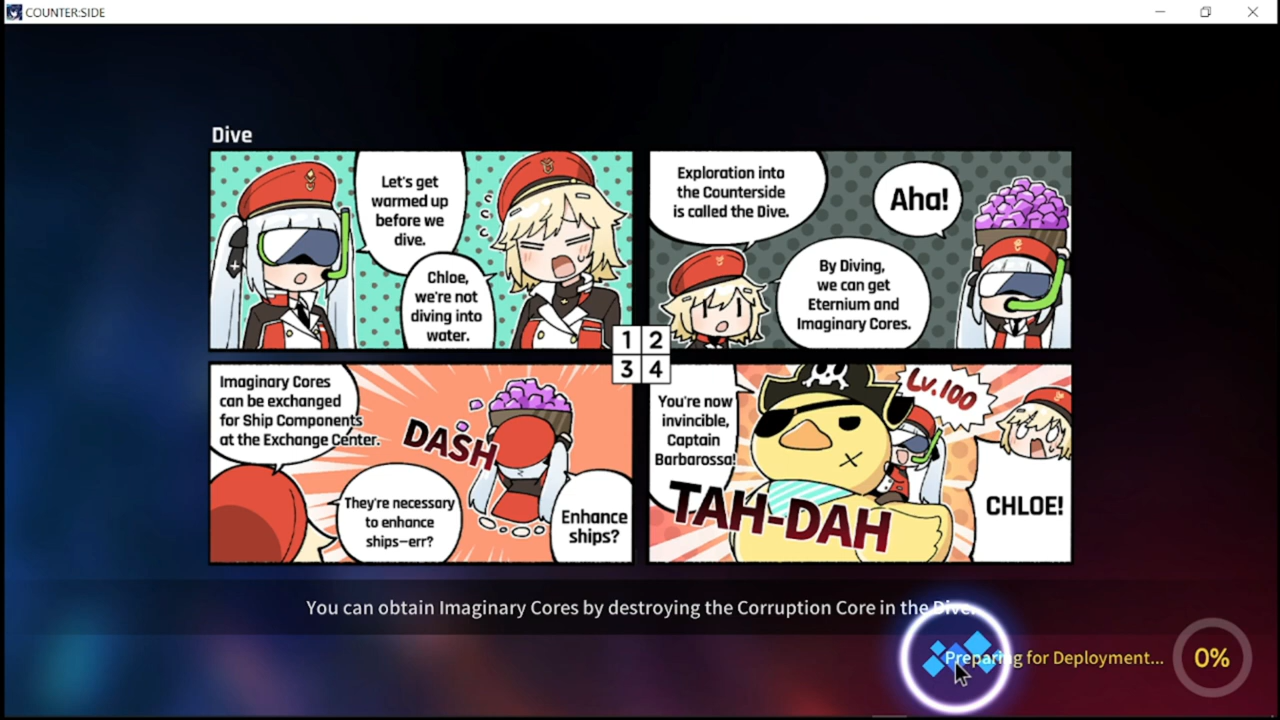 COUNTER:SIDE
Dive
Let's get
warmed up
before we
dive.
Chloe,
we're not
diving into
water.
Exploration into
the Counterside
is called the Dive.
Aha!
By Diving,
we can get
Eternium and
Imaginary Cores.
1 2
3 4
Imaginary Cores
can be exchanged
for Ship Components
at the Exchange Center.
DASH
They're necessary
to enhance
ships–err?
Enhance
ships?
You're now
invincible,
Captain
Barbarossa!
Lv.100
TAH-DAH
CHLOE!
You can obtain Imaginary Cores by destroying the Corruption Core in the Dive.
Preparing for Deployment...
0%